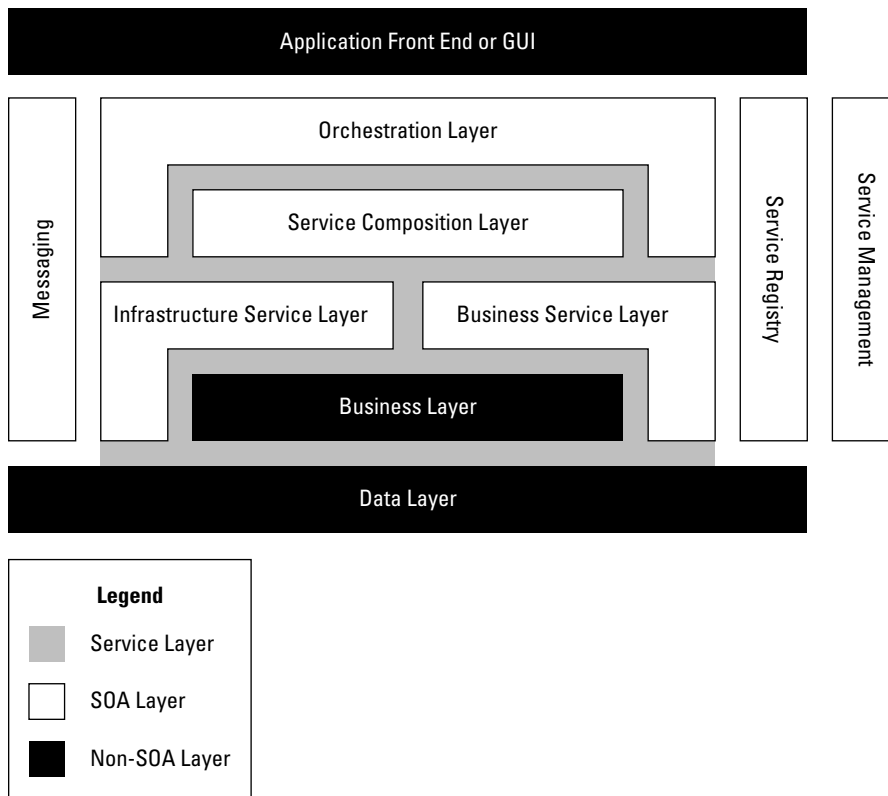 Application Front End or GUI
Messaging
Orchestration Layer
Service Composition Layer
Infrastructure Service Layer
Business Service Layer
Business Layer
Service Registry
Service Management
Data Layer
Legend
Service Layer
SOA Layer
Non-SOA Layer